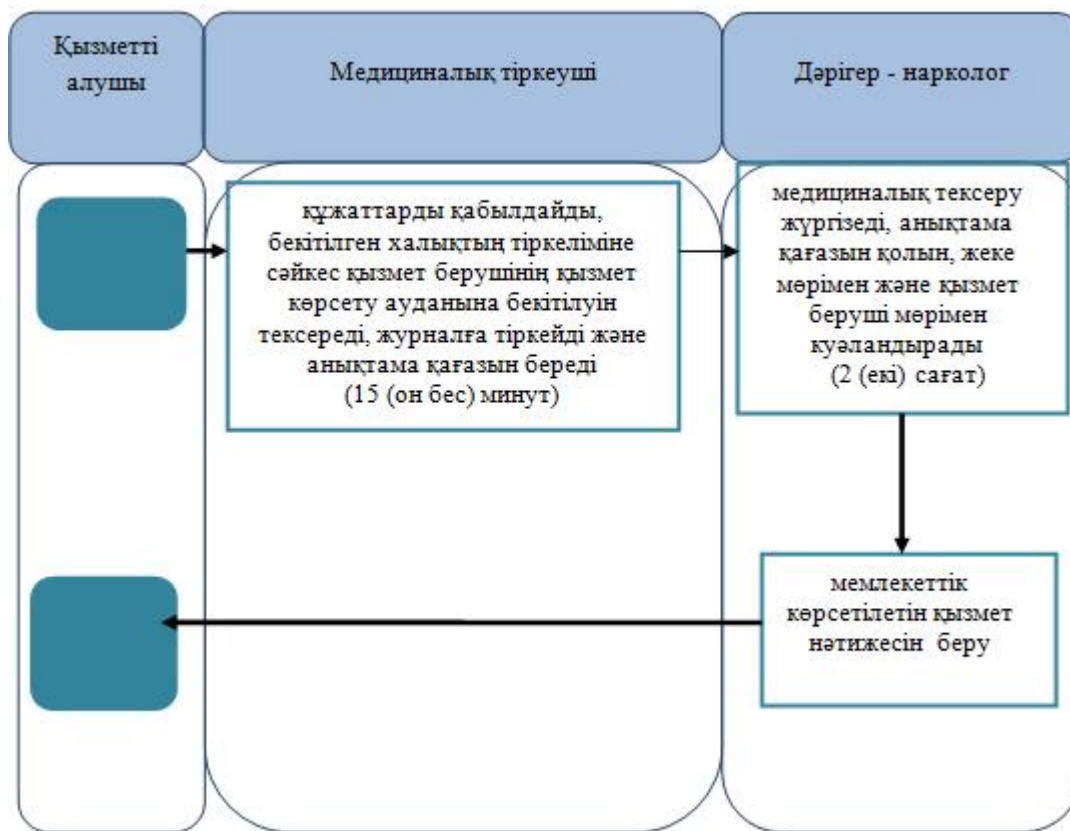 Қызметті
алушы
Медициналық тіркеуші
Дәрігер - нарколог
құжаттарды қабылдайды,
бекітілген халықтың тіркеліміне
сәйкес қызмет берушінің қызмет
көрсету ауданына бекітілуін
тексереді, журналға тіркейді және
анықтама қағазын береді
(15 (он бес) минут)
медициналық тексеру
жүргізеді, анықтама
қағазын қолын, жеке
мөрімен және қызмет
беруші мөрімен
куәландырады
(2 (екі) сағат)
мемлекеттік
көрсетілетін қызмет
нәтижесін беру